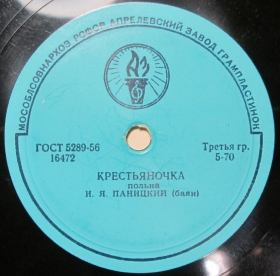 МОСОБЛСОВНАРХОЗ РСФСР АПРЕЛЕВСКИЙ ЗАВОД ГРАМПЛАСТИНОК
ГОСТ 5289-56
16472
Третья гр.
5-70
КРЕСТЬЯНОЧКА
полька
И. Я. ПАНИЦКИЙ (баян)